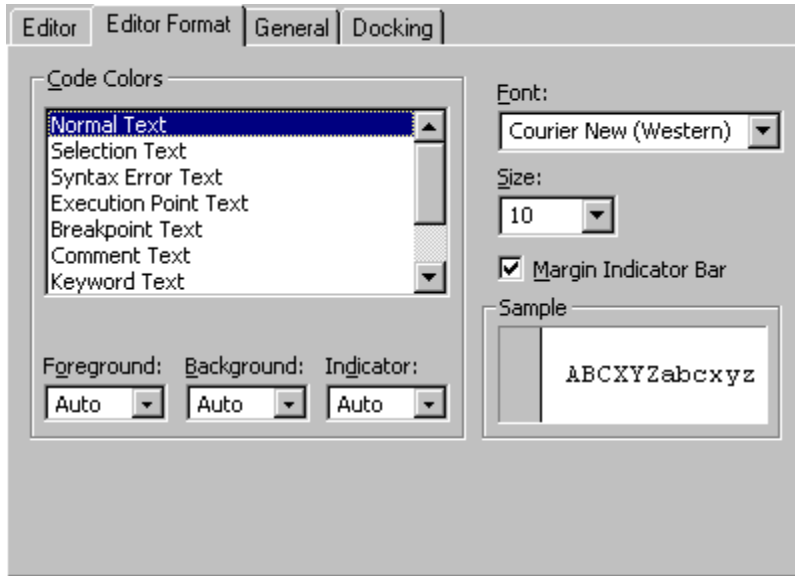 Editor Editor Format General Docking
Code Colors
Normal Text
Selection Text
Syntax Error Text
Execution Point Text
Breakpoint Text
Comment Text
Keyword Text
Foreground: Background: Indicator:
Auto Auto Auto
Font:
Courier New (Western)
Size:
10
Margin Indicator Bar
Sample
ABCXYZabcxyz